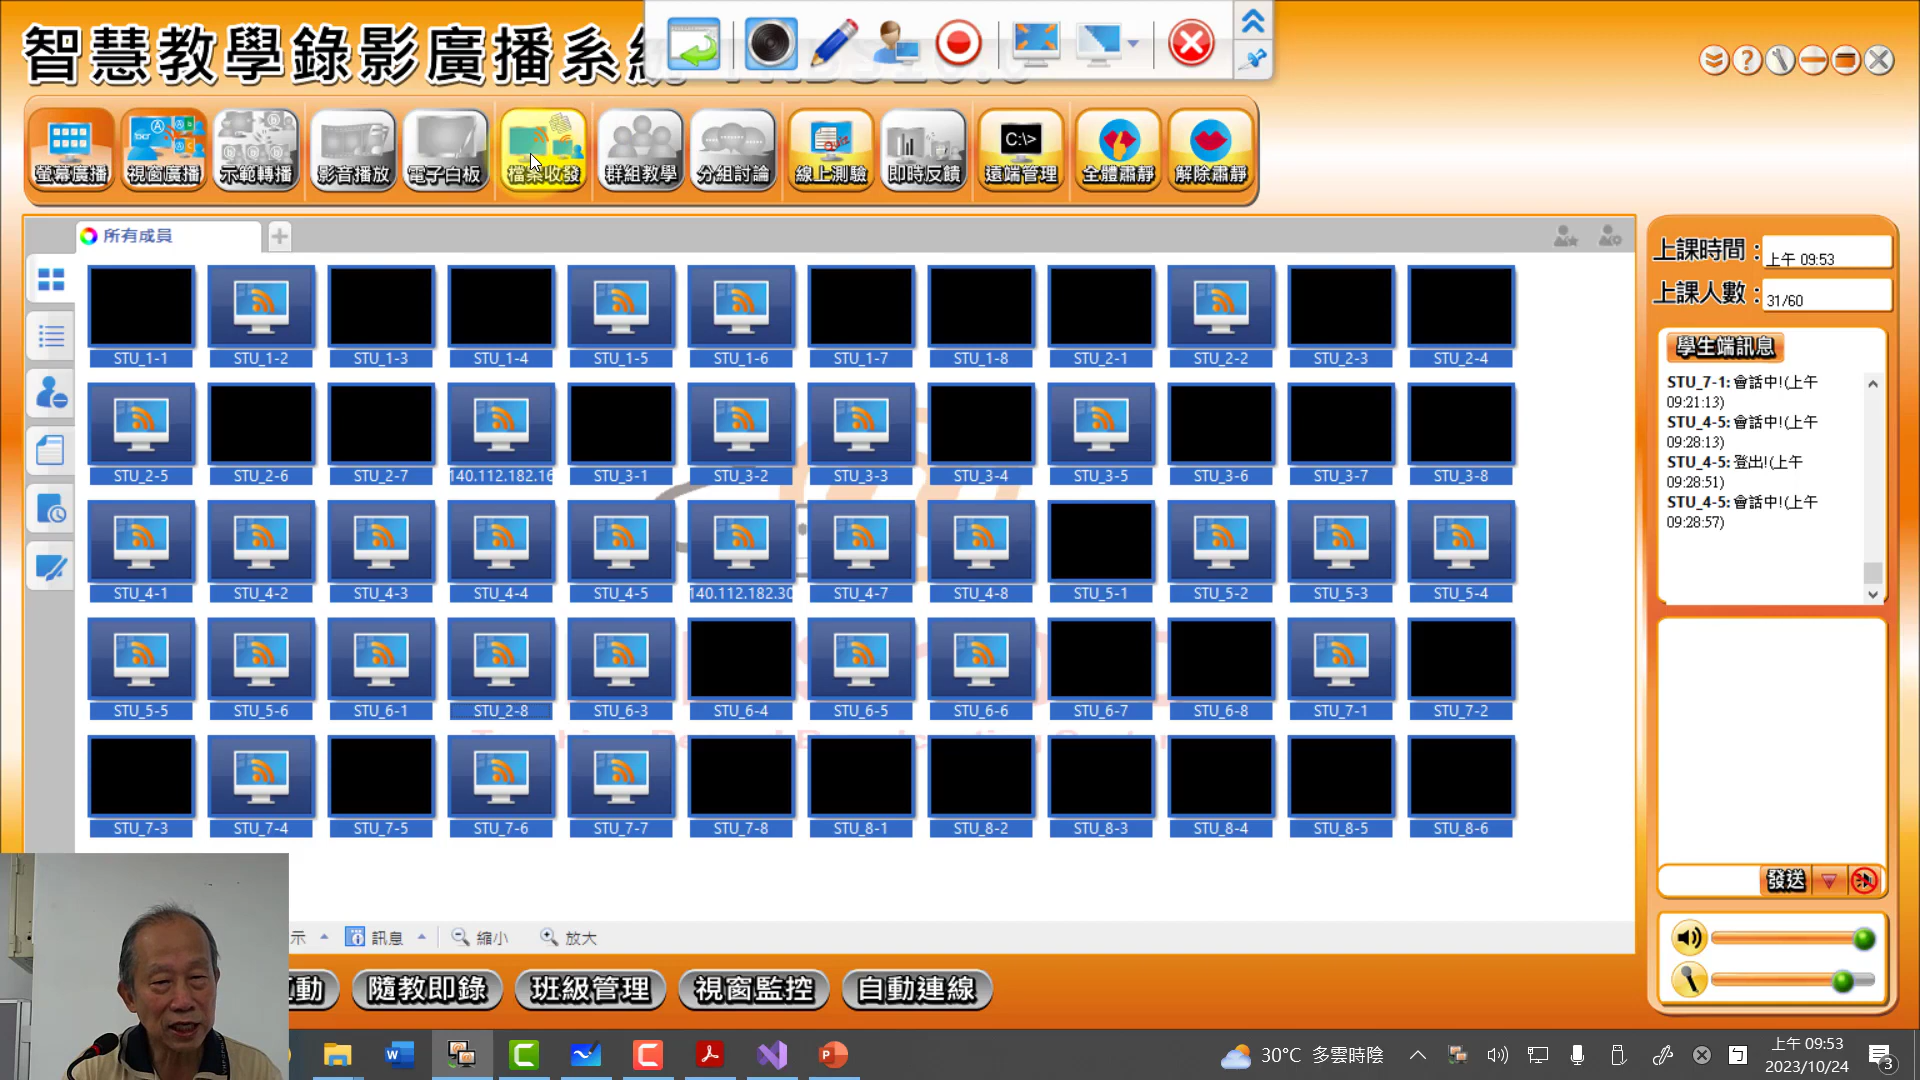 智慧教學錄影廣播系統
螢幕廣播 視窗廣播 示範轉播 影音播放 電子白板 檔案收發 群組教學 分組討論 線上測驗 即時反饋 遠端管理 全體肅靜 解除肅靜
C:\>
所有成員
上課時間：上午 09:53
上課人數：31/60
STU_1-1 STU_1-2 STU_1-3 STU_1-4 STU_1-5 STU_1-6 STU_1-7 STU_1-8 STU_2-1 STU_2-2 STU_2-3 STU_2-4
STU_2-5 STU_2-6 STU_2-7 140.112.182.16 STU_3-1 STU_3-2 STU_3-3 STU_3-4 STU_3-5 STU_3-6 STU_3-7 STU_3-8
STU_4-1 STU_4-2 STU_4-3 STU_4-4 STU_4-5 140.112.182.30 STU_4-7 STU_4-8 STU_5-1 STU_5-2 STU_5-3 STU_5-4
STU_5-5 STU_5-6 STU_6-1 STU_2-8 STU_6-3 STU_6-4 STU_6-5 STU_6-6 STU_6-7 STU_6-8 STU_7-1 STU_7-2
STU_7-3 STU_7-4 STU_7-5 STU_7-6 STU_7-7 STU_7-8 STU_8-1 STU_8-2 STU_8-3 STU_8-4 STU_8-5 STU_8-6
學生端訊息
STU_7-1: 會話中!(上午
09:21:13)
STU_4-5: 會話中!(上午
09:28:13)
STU_4-5: 登出!(上午
09:28:51)
STU_4-5: 會話中!(上午
09:28:57)
發送
示 訊息 縮小 放大
動 隨教即錄 班級管理 視窗監控 自動連線
30°C 多雲時陰
上午 09:53
2023/10/24
3